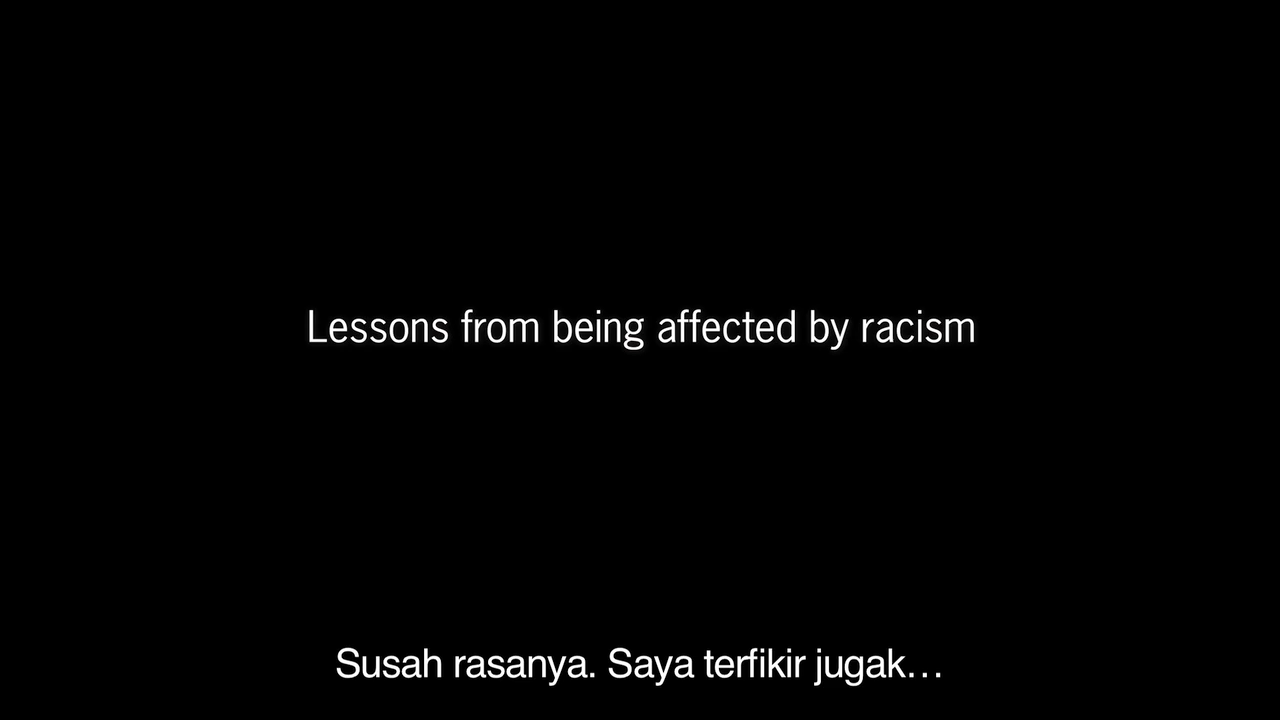 Lessons from being affected by racism
Susah rasanya. Saya terfikir jugak…